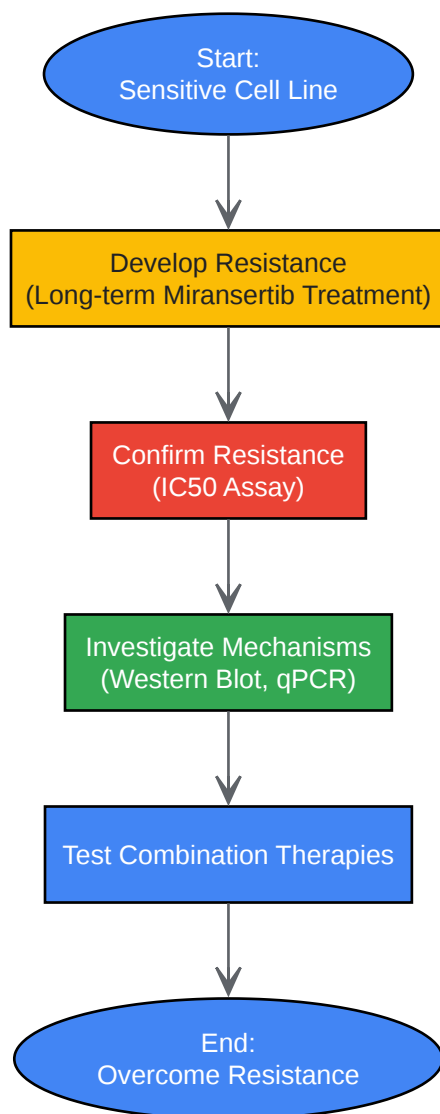 Start:
Sensitive Cell Line
Develop Resistance
(Long-term Miransertib Treatment)
Confirm Resistance
(IC50 Assay)
Investigate Mechanisms
(Western Blot, qPCR)
Test Combination Therapies
End:
Overcome Resistance